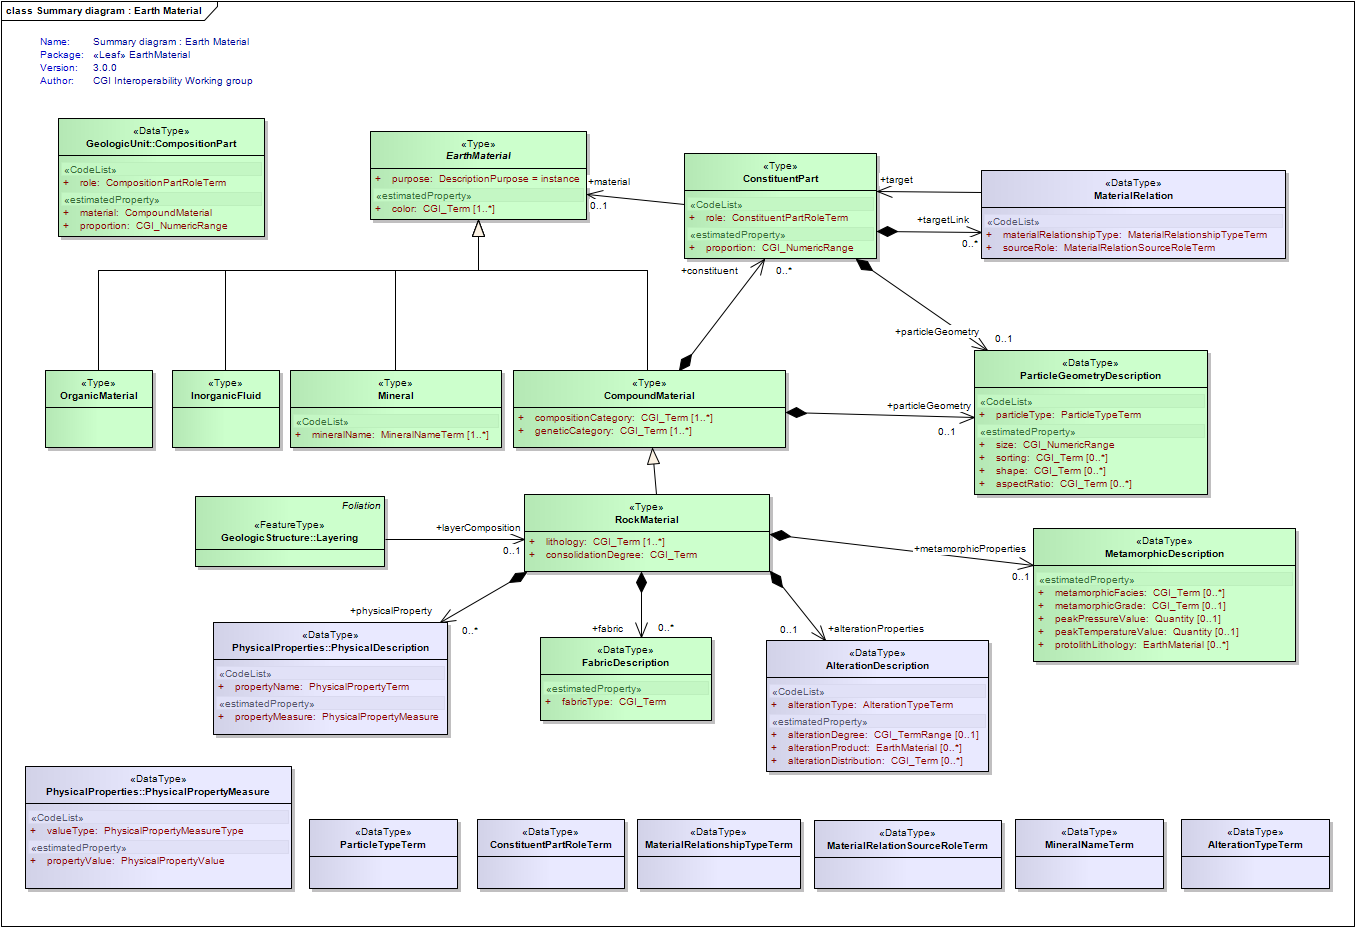 class Summary diagram : Earth Material
Name: Summary diagram : Earth Material
Package: «Leaf» EarthMaterial
Version: 3.0.0
Author: CGI Interoperability Working group
«DataType»
GeologicUnit::CompositionPart
«CodeList»
+ role: CompositionPartRoleTerm
«estimatedProperty»
+ material: CompoundMaterial
+ proportion: CGI_NumericRange
«Type»
EarthMaterial
+ purpose: DescriptionPurpose = instance
«estimatedProperty»
+ color: CGI_Term [1..*]
+material
0..1
«Type»
ConstituentPart
«CodeList»
+ role: ConstituentPartRoleTerm
«estimatedProperty»
+ proportion: CGI_NumericRange
+target
+targetLink
0..*
«DataType»
MaterialRelation
«CodeList»
+ materialRelationshipType: MaterialRelationshipTypeTerm
+ sourceRole: MaterialRelationSourceRoleTerm
+constituent
0..*
+particleGeometry
0..1
«Type»
OrganicMaterial
«Type»
InorganicFluid
«Type»
Mineral
«CodeList»
+ mineralName: MineralNameTerm [1..*]
«Type»
CompoundMaterial
+ compositionCategory: CGI_Term [1..*]
+ geneticCategory: CGI_Term [1..*]
+particleGeometry
0..1
«DataType»
ParticleGeometryDescription
«CodeList»
+ particleType: ParticleTypeTerm
«estimatedProperty»
+ size: CGI_NumericRange
+ sorting: CGI_Term [0..*]
+ shape: CGI_Term [0..*]
+ aspectRatio: CGI_Term [0..*]
Foliation
«FeatureType»
GeologicStructure::Layering
+layerComposition
0..1
«Type»
RockMaterial
+ lithology: CGI_Term [1..*]
+ consolidationDegree: CGI_Term
+metamorphicProperties
0..1
«DataType»
MetamorphicDescription
«estimatedProperty»
+ metamorphicFacies: CGI_Term [0..*]
+ metamorphicGrade: CGI_Term [0..1]
+ peakPressureValue: Quantity [0..1]
+ peakTemperatureValue: Quantity [0..1]
+ protolithLithology: EarthMaterial [0..*]
+physicalProperty
0..*
+fabric
0..*
0..1
+alterationProperties
«DataType»
PhysicalProperties::PhysicalDescription
«CodeList»
+ propertyName: PhysicalPropertyTerm
«estimatedProperty»
+ propertyMeasure: PhysicalPropertyMeasure
«DataType»
FabricDescription
«estimatedProperty»
+ fabricType: CGI_Term
«DataType»
AlterationDescription
«CodeList»
+ alterationType: AlterationTypeTerm
«estimatedProperty»
+ alterationDegree: CGI_TermRange [0..1]
+ alterationProduct: EarthMaterial [0..*]
+ alterationDistribution: CGI_Term [0..*]
«DataType»
PhysicalProperties::PhysicalPropertyMeasure
«CodeList»
+ valueType: PhysicalPropertyMeasureType
«estimatedProperty»
+ propertyValue: PhysicalPropertyValue
«DataType»
ParticleTypeTerm
«DataType»
ConstituentPartRoleTerm
«DataType»
MaterialRelationshipTypeTerm
«DataType»
MaterialRelationSourceRoleTerm
«DataType»
MineralNameTerm
«DataType»
AlterationTypeTerm